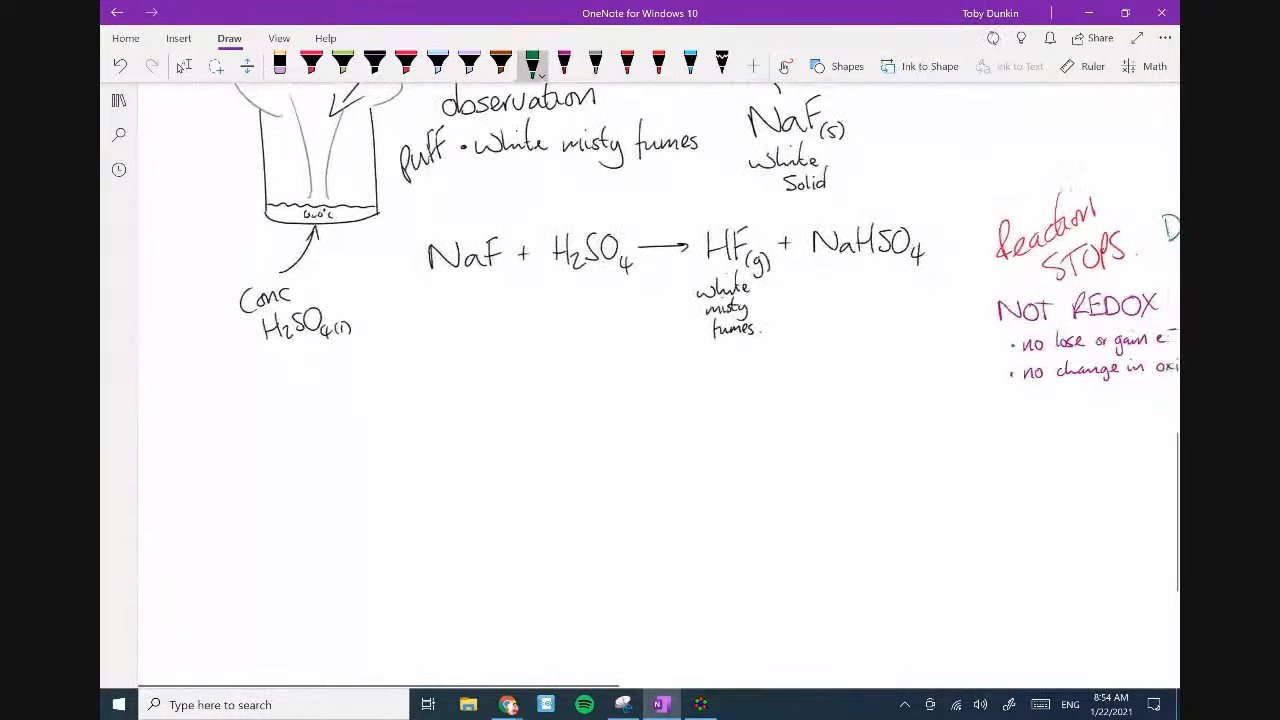 OneNote for Windows 10
Toby Dunkin
Home Insert Draw View Help
Share
Shapes Ink to Shape Ink to Text Ruler Math
observation
puff • White misty fumes
NaF(s)
White
Solid
Conc
H2SO4(l)
NaF + H2SO4 → HF(g) + NaHSO4
white
misty
fumes.
Reaction
STOPS.
NOT REDOX
• no lose or gain e-
• no change in oxi
Type here to search
ENG
8:54 AM
1/22/2021